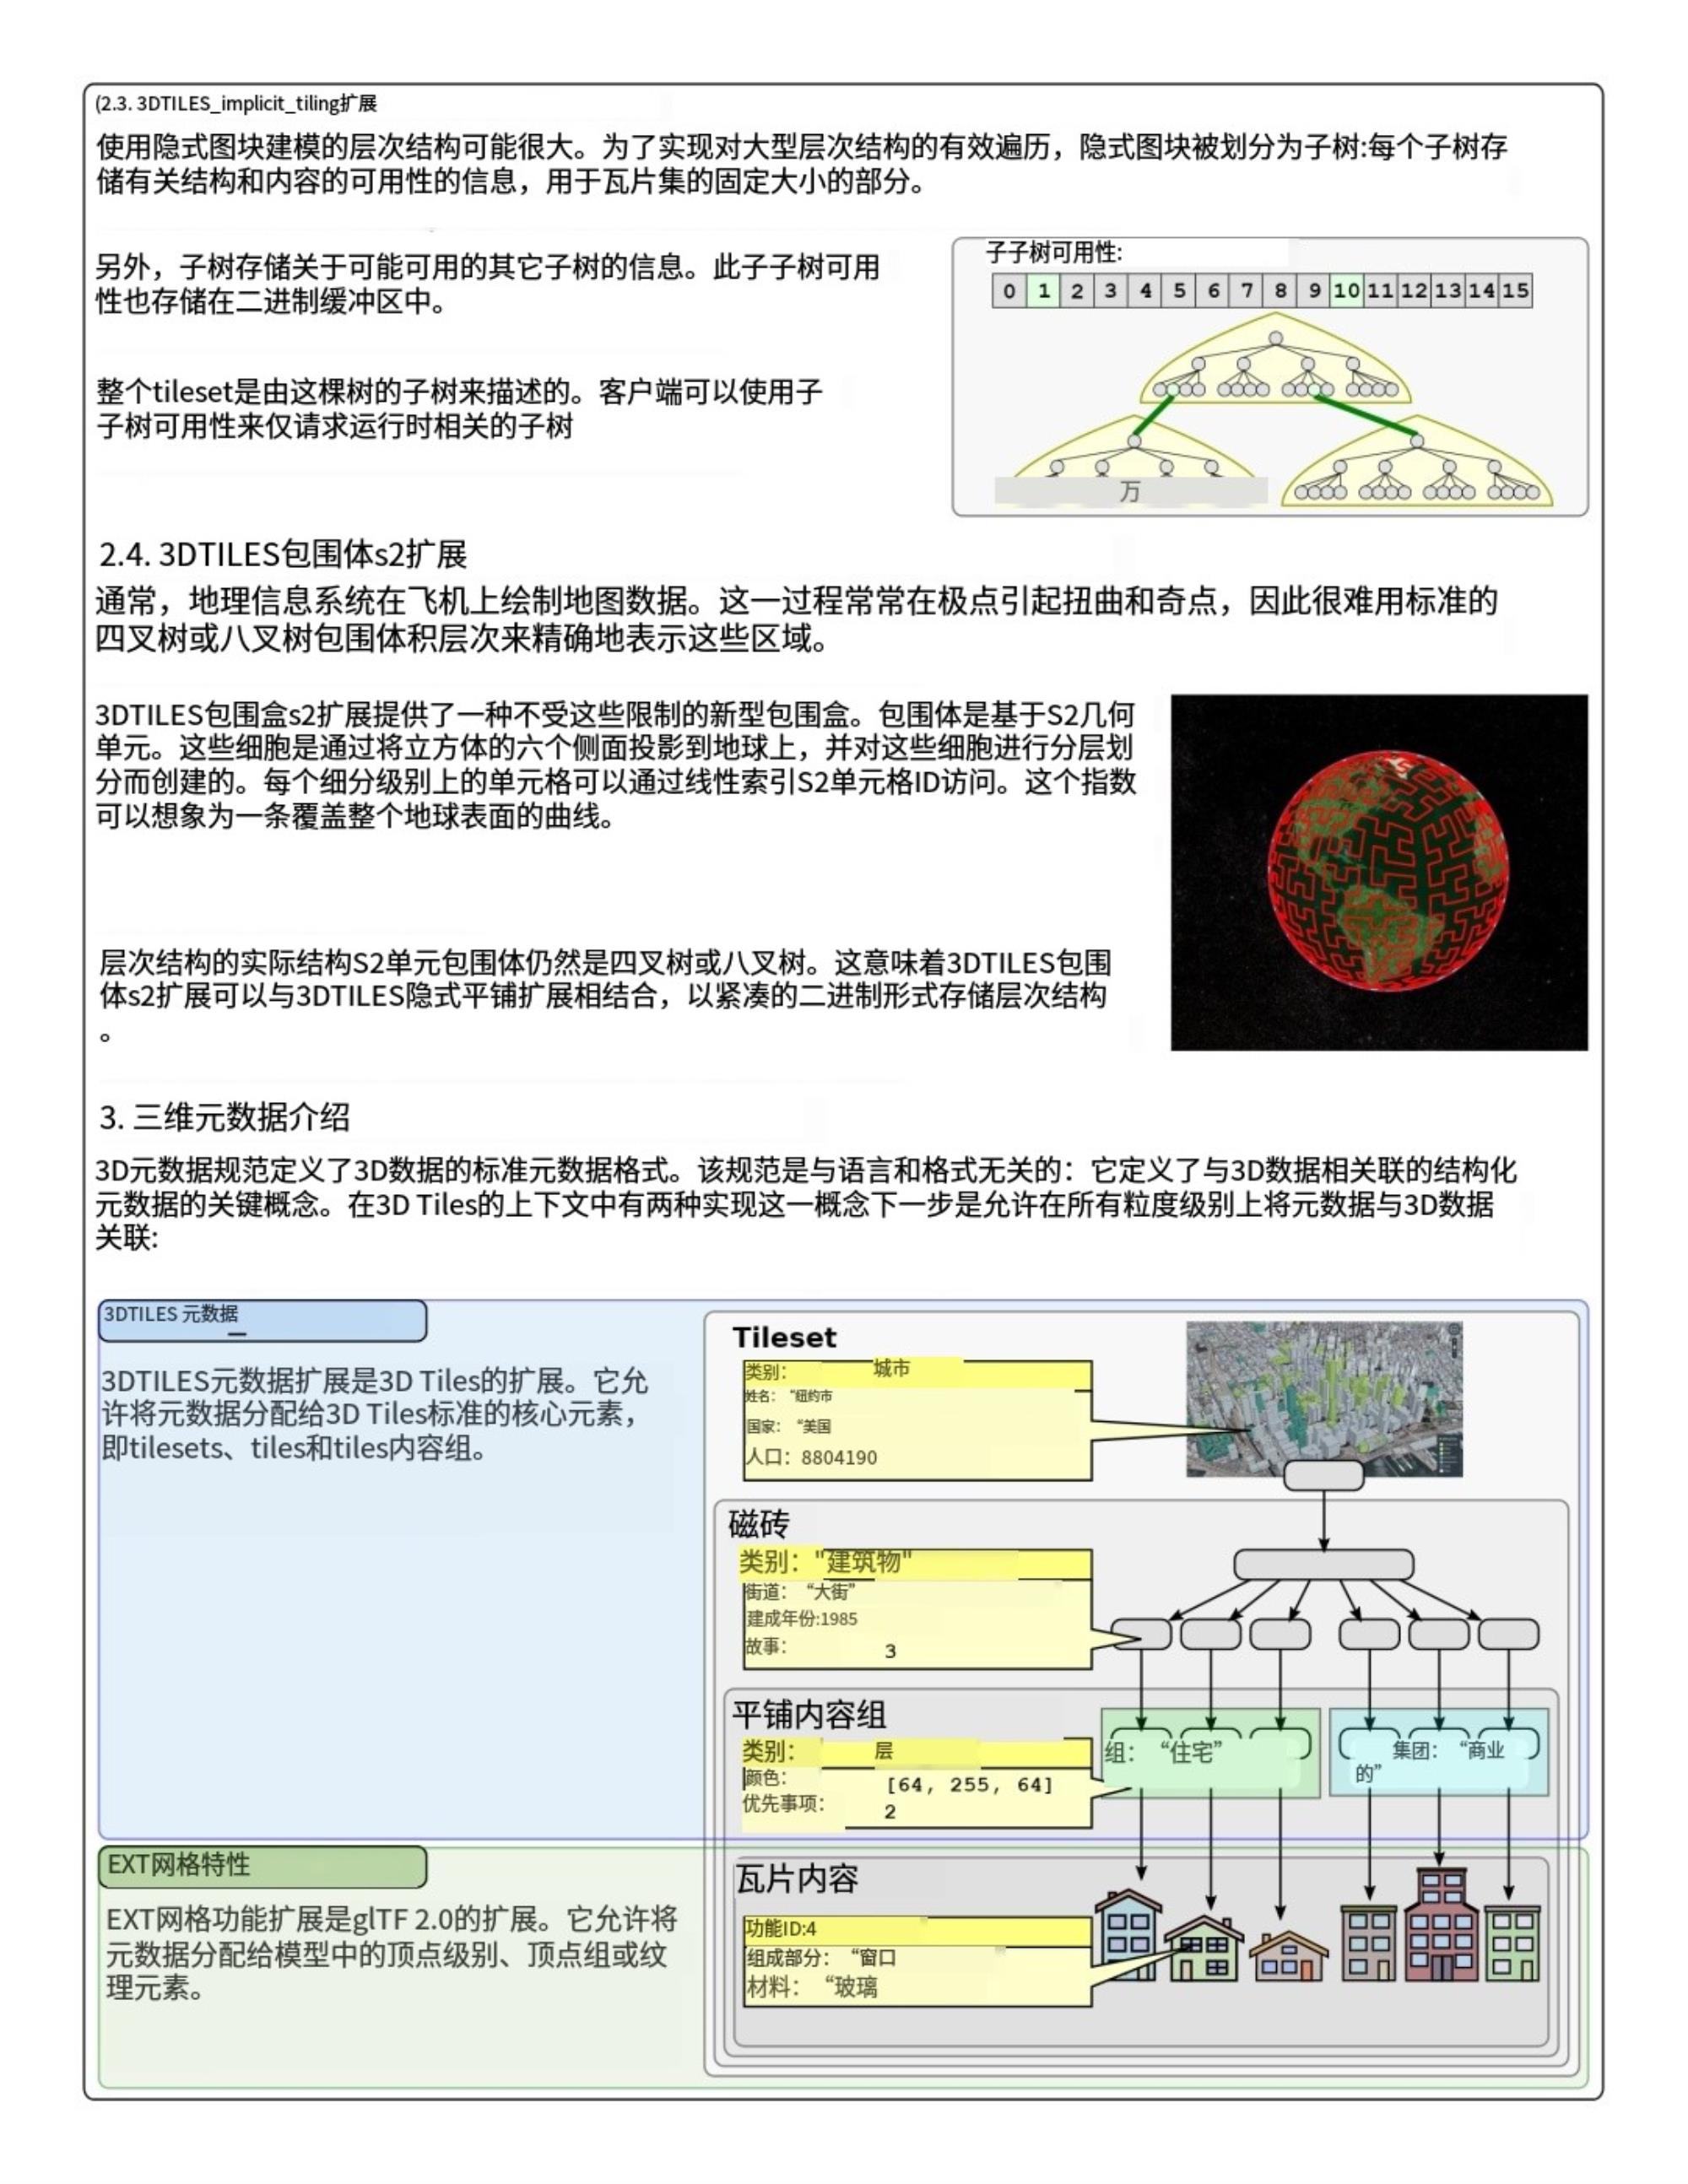 (2.3. 3DTILES_implicit_tiling扩展
使用隐式图块建模的层次结构可能很大。为了实现对大型层次结构的有效遍历，隐式图块被划分为子树:每个子树存
储有关结构和内容的可用性的信息，用于瓦片集的固定大小的部分。
另外，子树存储关于可能可用的其它子树的信息。此子子树可用
性也存储在二进制缓冲区中。
整个tileset是由这棵树的子树来描述的。客户端可以使用子
子树可用性来仅请求运行时相关的子树
子子树可用性:
0 1 2 3 4 5 6 7 8 9 10 11 12 13 14 15
万
2.4. 3DTILES包围体s2扩展
通常，地理信息系统在飞机上绘制地图数据。这一过程常常在极点引起扭曲和奇点，因此很难用标准的
四叉树或八叉树包围体积层次来精确地表示这些区域。
3DTILES包围盒s2扩展提供了一种不受这些限制的新型包围盒。包围体是基于S2几何
单元。这些细胞是通过将立方体的六个侧面投影到地球上，并对这些细胞进行分层划
分而创建的。每个细分级别上的单元格可以通过线性索引S2单元格ID访问。这个指数
可以想象为一条覆盖整个地球表面的曲线。
层次结构的实际结构S2单元包围体仍然是四叉树或八叉树。这意味着3DTILES包围
体s2扩展可以与3DTILES隐式平铺扩展相结合，以紧凑的二进制形式存储层次结构
。
3. 三维元数据介绍
3D元数据规范定义了3D数据的标准元数据格式。该规范是与语言和格式无关的：它定义了与3D数据相关联的结构化
元数据的关键概念。在3D Tiles的上下文中有两种实现这一概念下一步是允许在所有粒度级别上将元数据与3D数据
关联:
3DTILES 元数据
3DTILES元数据扩展是3D Tiles的扩展。它允
许将元数据分配给3D Tiles标准的核心元素，
即tilesets、tiles和tiles内容组。
Tileset
类别： 城市
姓名：“纽约市
国家：“美国
人口：8804190
磁砖
类别："建筑物"
街道：“大街”
建成年份:1985
故事： 3
平铺内容组
类别： 层
颜色： [64, 255, 64]
优先事项： 2
组：“住宅”
集团：“商业
的”
EXT网格特性
EXT网格功能扩展是glTF 2.0的扩展。它允许将
元数据分配给模型中的顶点级别、顶点组或纹
理元素。
瓦片内容
功能ID:4
组成部分：“窗口
材料：“玻璃